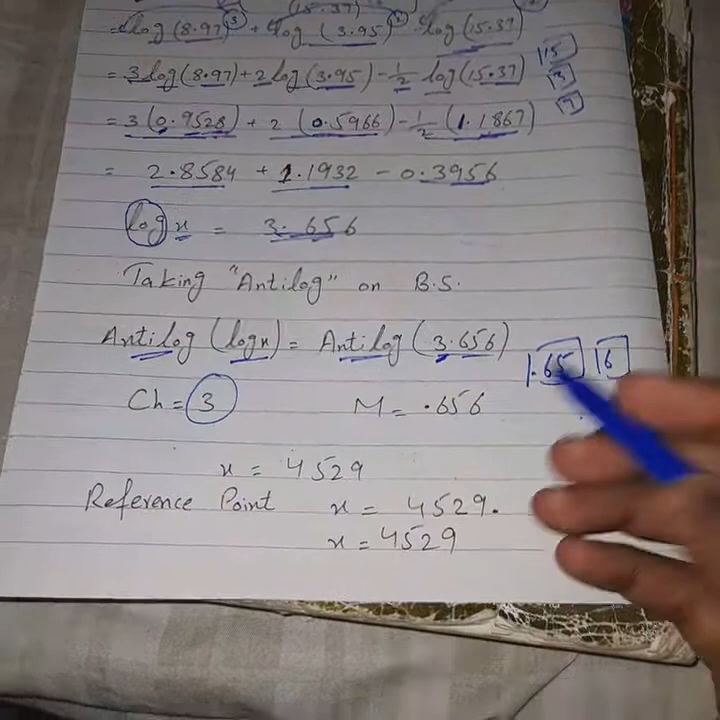 (15.37)
= log (8.97)³ + log (3.95)² - log (15.37)
= 3 log (8.97) + 2 log (3.95) - 1/2 log (15.37) 15 3
= 3 (0.9528) + 2 (0.5966) - 1/2 (1.1867) 7
= 2.8584 + 1.1932 - 0.3956
log x = 3.656
Taking "Antilog" on B.S.
Antilog (log x) = Antilog (3.656)
.65 6
Ch = 3 M = .656
x = 4529
Reference Point x = 4529.
x = 4529